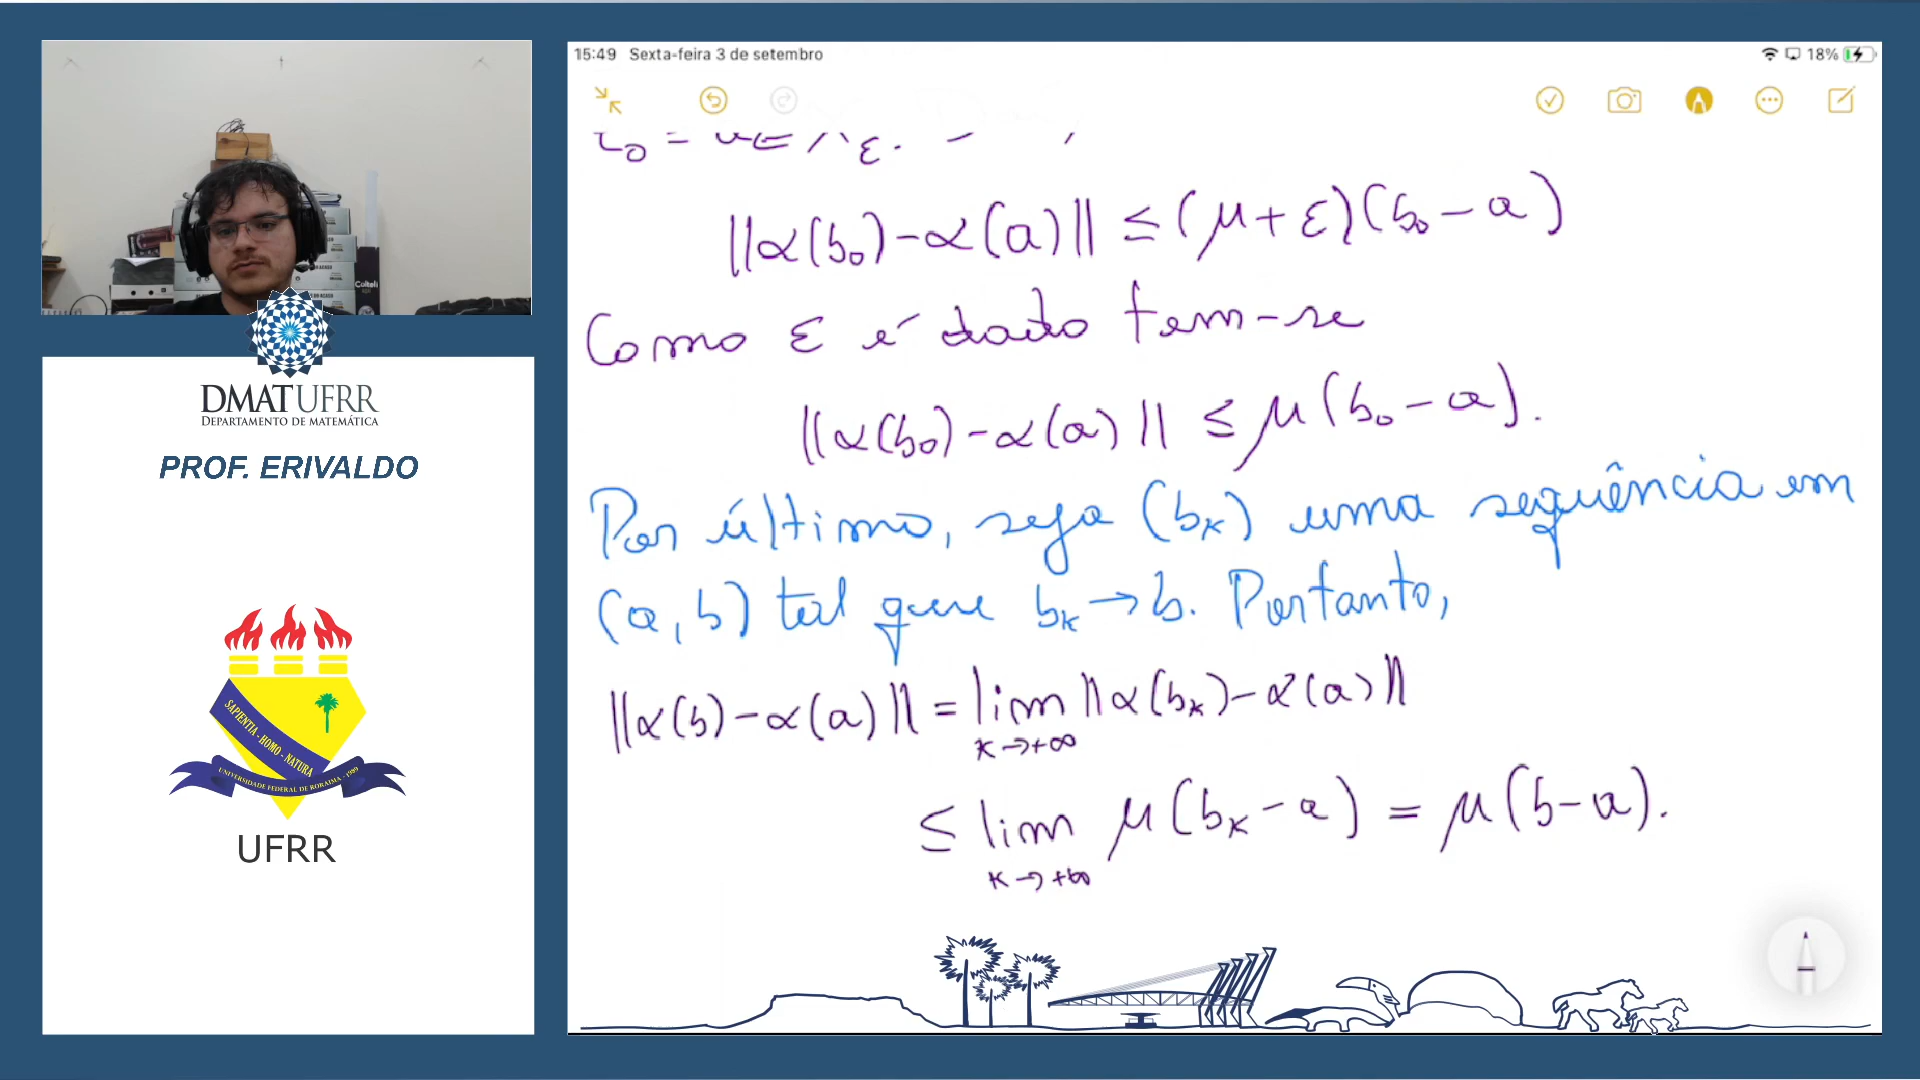 15:49 Sexta-feira 3 de setembro
18%
‖α(b₀)-α(a)‖ ≤ (μ+ε)(b₀-a)
Como ε é dado tem-se
‖α(b₀)-α(a)‖ ≤ μ(b₀-a).
Por último, seja (bₖ) uma sequência em
(a,b) tal que bₖ→b. Portanto,
‖α(b)-α(a)‖ = lim ‖α(bₖ)-α(a)‖
k→+∞
≤ lim μ(bₖ-a) = μ(b-a).
k→+∞
DMATUFRR
DEPARTAMENTO DE MATEMÁTICA
PROF. ERIVALDO
SAPIENTIA - HOMO - NATURA
UNIVERSIDADE FEDERAL DE RORAIMA - 1989
UFRR
Colteli